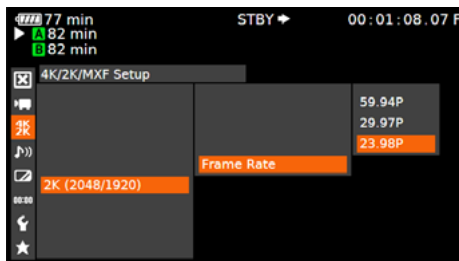 77 min STBY 00:01:08.07 F
A 82 min
B 82 min
4K/2K/MXF Setup
59.94P
4K 2K 29.97P
23.98P
Frame Rate
2K (2048/1920)
00:00